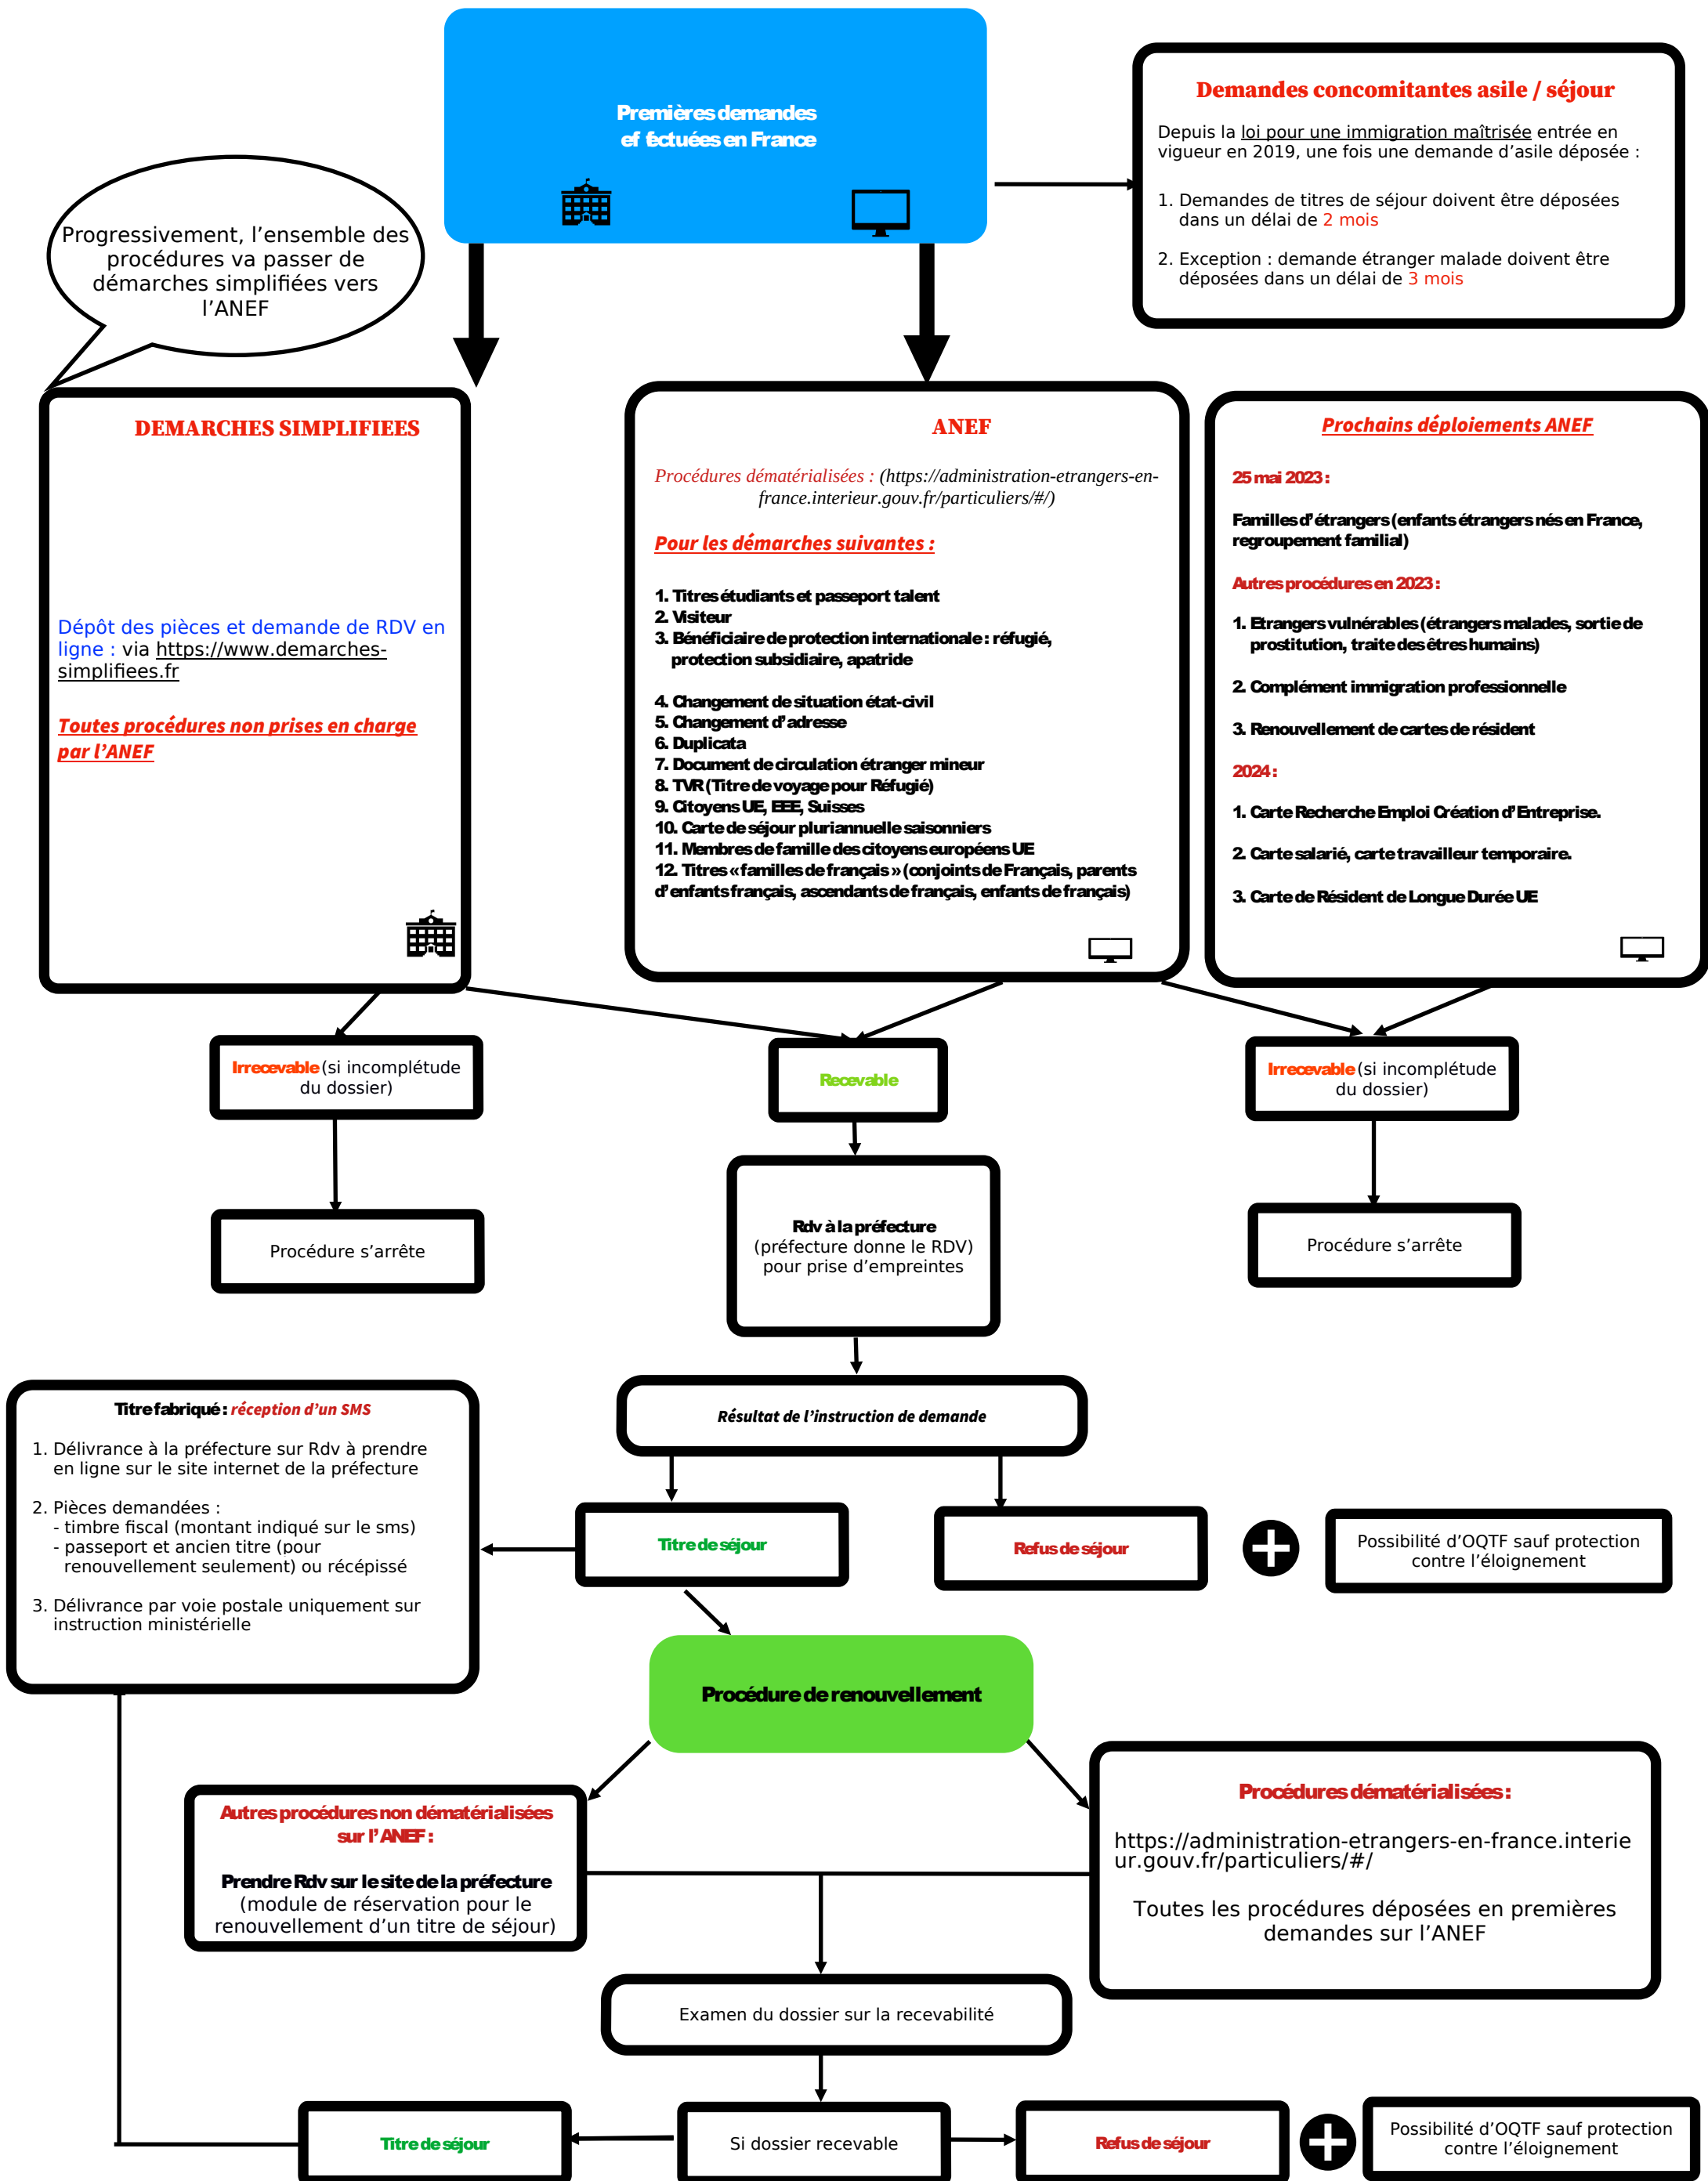 Premières demandes
effectuées en France
Demandes concomitantes asile / séjour
Depuis la loi pour une immigration maîtrisée entrée en
vigueur en 2019, une fois une demande d’asile déposée :
1. Demandes de titres de séjour doivent être déposées
dans un délai de 2 mois
2. Exception : demande étranger malade doivent être
déposées dans un délai de 3 mois
Progressivement, l’ensemble des
procédures va passer de
démarches simplifiées vers
l’ANEF
DEMARCHES SIMPLIFIEES
Dépôt des pièces et demande de RDV en
ligne : via https://www.demarches-
simplifiees.fr
Toutes procédures non prises en charge
par l’ANEF
ANEF
Procédures dématérialisées : (https://administration-etrangers-en-
france.interieur.gouv.fr/particuliers/#/)
Pour les démarches suivantes :
1. Titres étudiants et passeport talent
2. Visiteur
3. Bénéficiaire de protection internationale : réfugié,
protection subsidiaire, apatride
4. Changement de situation état-civil
5. Changement d’adresse
6. Duplicata
7. Document de circulation étranger mineur
8. TVR (Titre de voyage pour Réfugié)
9. Citoyens UE, EEE, Suisses
10. Carte de séjour pluriannuelle saisonniers
11. Membres de famille des citoyens européens UE
12. Titres « familles de français » (conjoints de Français, parents
d’enfants français, ascendants de français, enfants de français)
Prochains déploiements ANEF
25 mai 2023 :
Familles d’étrangers (enfants étrangers nés en France,
regroupement familial)
Autres procédures en 2023 :
1. Etrangers vulnérables (étrangers malades, sortie de
prostitution, traite des êtres humains)
2. Complément immigration professionnelle
3. Renouvellement de cartes de résident
2024 :
1. Carte Recherche Emploi Création d’Entreprise.
2. Carte salarié, carte travailleur temporaire.
3. Carte de Résident de Longue Durée UE
Irrecevable (si incomplétude
du dossier)
Recevable
Irrecevable (si incomplétude
du dossier)
Procédure s’arrête
Rdv à la préfecture
(préfecture donne le RDV)
pour prise d’empreintes
Procédure s’arrête
Résultat de l’instruction de demande
Titre fabriqué : réception d’un SMS
1. Délivrance à la préfecture sur Rdv à prendre
en ligne sur le site internet de la préfecture
2. Pièces demandées :
- timbre fiscal (montant indiqué sur le sms)
- passeport et ancien titre (pour
renouvellement seulement) ou récépissé
3. Délivrance par voie postale uniquement sur
instruction ministérielle
Titre de séjour
Refus de séjour
Possibilité d’OQTF sauf protection
contre l’éloignement
Procédure de renouvellement
Autres procédures non dématérialisées
sur l’ANEF :
Prendre Rdv sur le site de la préfecture
(module de réservation pour le
renouvellement d’un titre de séjour)
Procédures dématérialisées :
https://administration-etrangers-en-france.interie
ur.gouv.fr/particuliers/#/
Toutes les procédures déposées en premières
demandes sur l’ANEF
Examen du dossier sur la recevabilité
Titre de séjour
Si dossier recevable
Refus de séjour
Possibilité d’OQTF sauf protection
contre l’éloignement